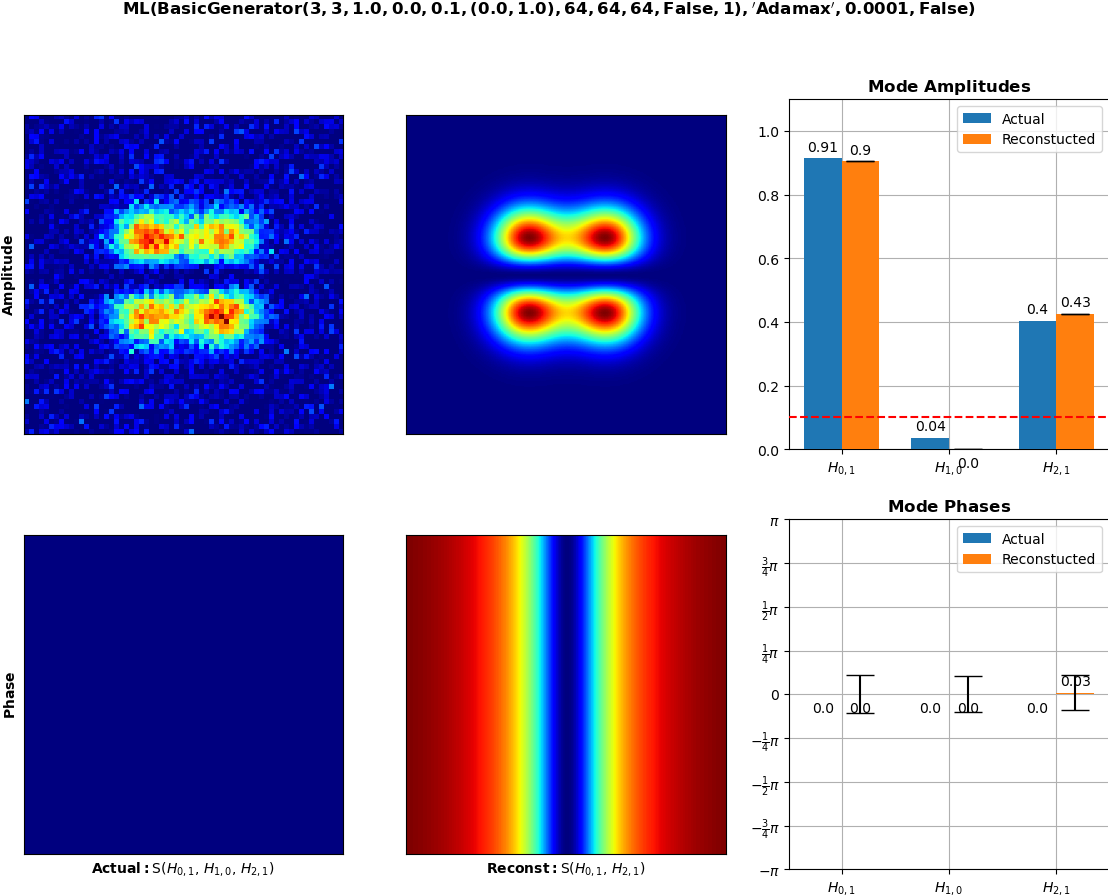 ML(BasicGenerator(3, 3, 1.0, 0.0, 0.1, (0.0, 1.0), 64, 64, 64, False, 1), 'Adamax', 0.0001, False)
Mode Amplitudes
Amplitude
1.0
0.8
0.6
0.4
0.2
0.0
Actual
Reconstucted
0.91
0.9
0.04
0.0
0.4
0.43
H0,1
H1,0
H2,1
Mode Phases
Phase
π
3/4π
1/2π
1/4π
0
−1/4π
−1/2π
−3/4π
−π
Actual
Reconstucted
0.0
0.0
0.0
0.0
0.0
0.03
H0,1
H1,0
H2,1
Actual: S(H0,1, H1,0, H2,1)
Reconst: S(H0,1, H2,1)